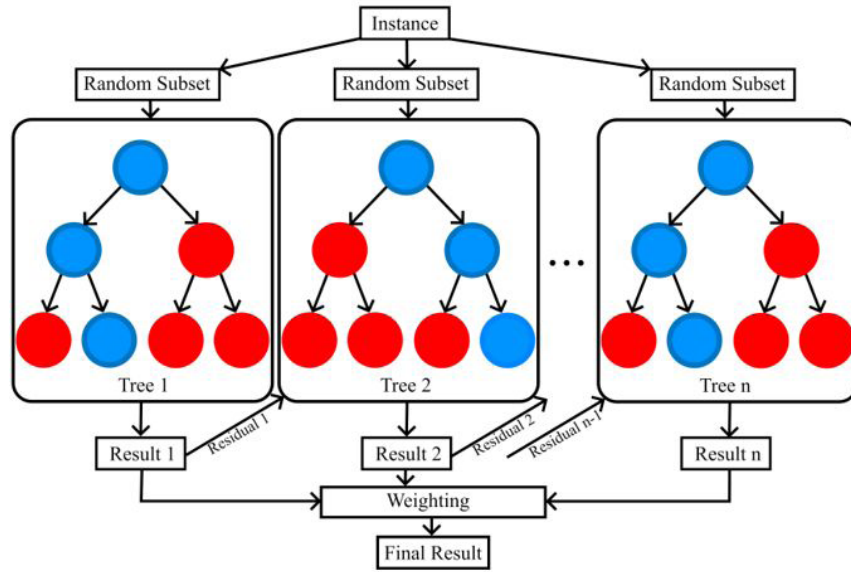 Instance
Random Subset
Random Subset
Random Subset
...
Tree 1
Tree 2
Tree n
Residual 1
Residual 2
Residual n-1
Result 1
Result 2
Result n
Weighting
Final Result